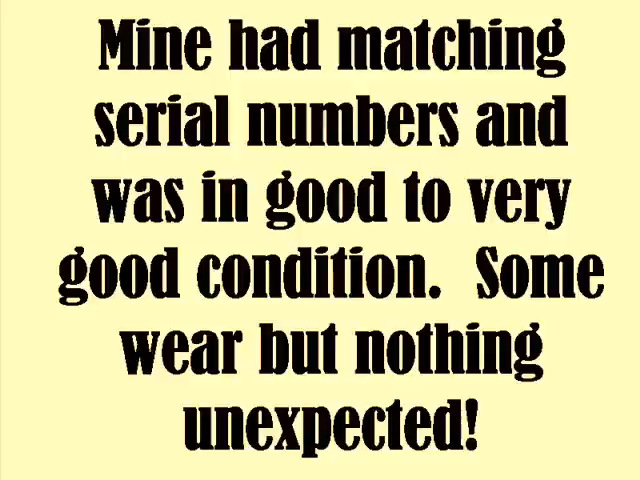 Mine had matching
serial numbers and
was in good to very
good condition.  Some
wear but nothing
unexpected!